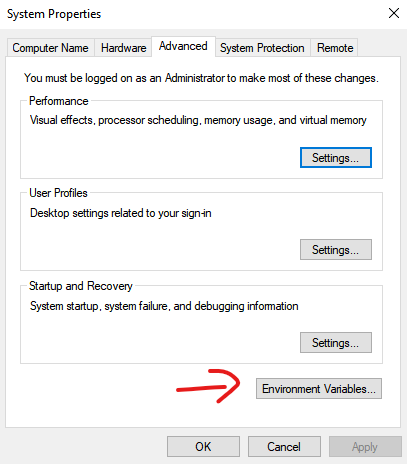 System Properties
Computer Name Hardware Advanced System Protection Remote
You must be logged on as an Administrator to make most of these changes.
Performance
Visual effects, processor scheduling, memory usage, and virtual memory
Settings...
User Profiles
Desktop settings related to your sign-in
Settings...
Startup and Recovery
System startup, system failure, and debugging information
Settings...
Environment Variables...
OK Cancel Apply